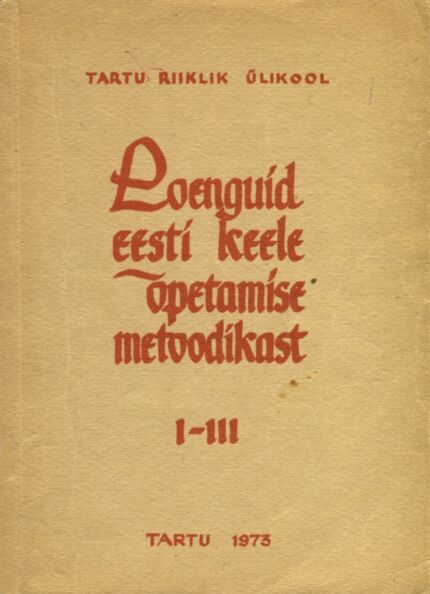 TARTU RIIKLIK ÜLIKOOL
Loenguid
eesti keele
õpetamise
metoodikast
I-III
TARTU 1973